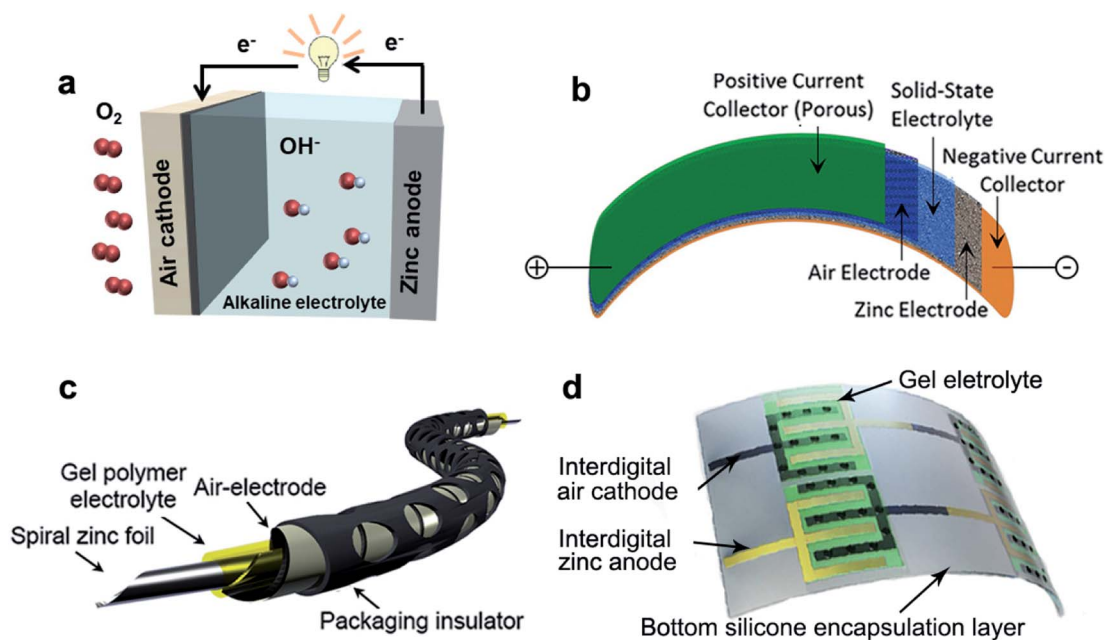 a
e-
e-
O2
Air cathode
OH-
Alkaline electrolyte
Zinc anode
b
Positive Current
Collector (Porous)
Solid-State
Electrolyte
Negative Current
Collector
Air Electrode
Zinc Electrode
+
-
c
Gel polymer
electrolyte
Air-electrode
Spiral zinc foil
Packaging insulator
d
Gel eletrolyte
Interdigital
air cathode
Interdigital
zinc anode
Bottom silicone encapsulation layer